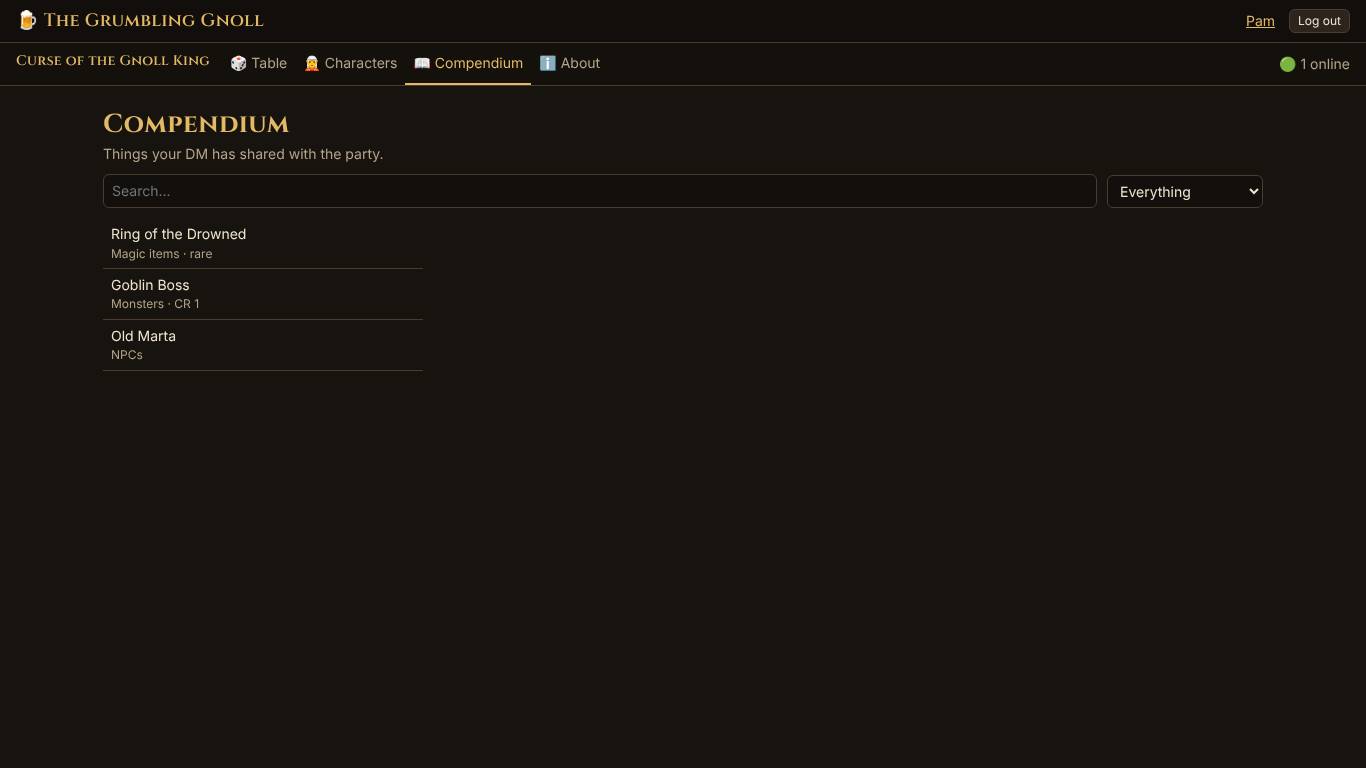 🍺 The Grumbling Gnoll
Pam
Log out
Curse of the Gnoll King
🎲 Table
🧝 Characters
📖 Compendium
ℹ️ About
🟢 1 online
Compendium
Things your DM has shared with the party.
Search...
Everything
Ring of the Drowned
Magic items · rare
Goblin Boss
Monsters · CR 1
Old Marta
NPCs